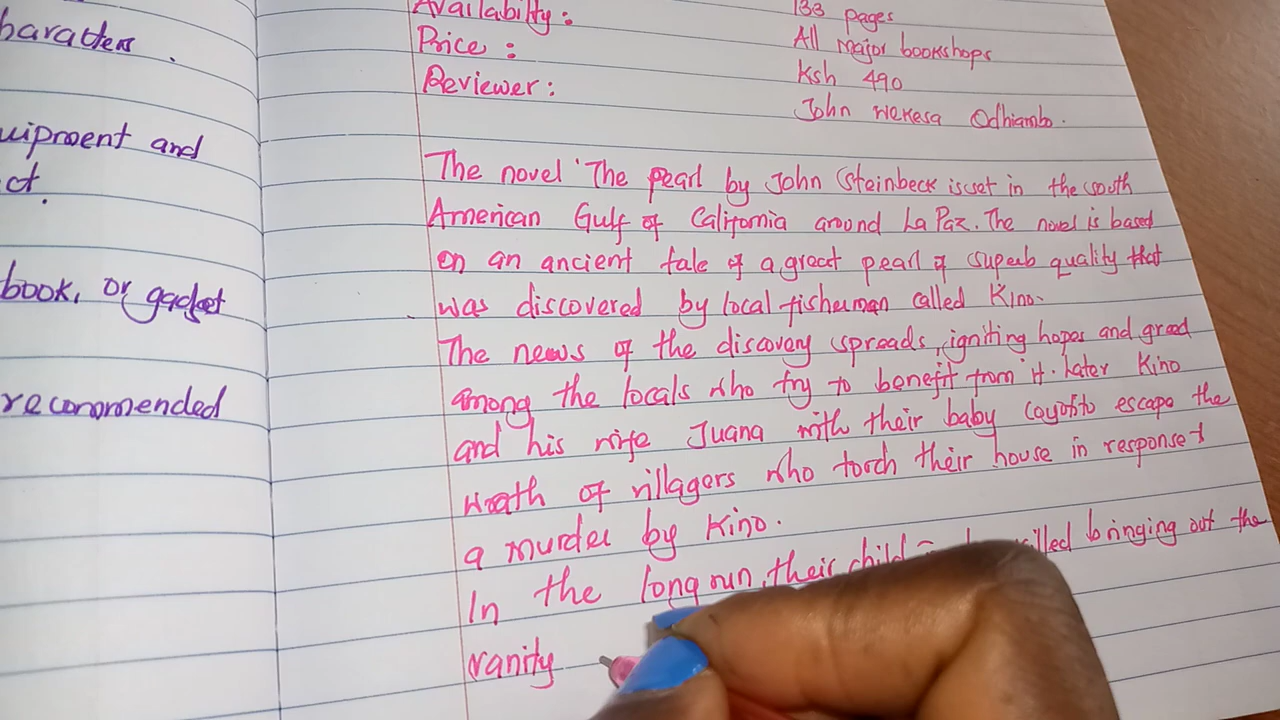 haracters.
uipment and
ct.
book, or gadget
recommended
Availability:
Price:
Reviewer:
133 pages
All Major bookshops
Ksh 490
John Wekesa Odhiambo.
The novel 'The pearl by John Steinbeck is set in the south
American Gulf of California around La Paz. The novel is based
on an ancient tale of a great pearl of superb quality that
was discovered by local fisherman called Kino.
The news of the discovery spreads, igniting hopes and greed
among the locals who try to benefit from it. Later Kino
and his wife Juana with their baby Coyotito escape the
wrath of villagers who torch their house in response t
a murder by Kino.
In the long run, their child killed bringing out the
vanity